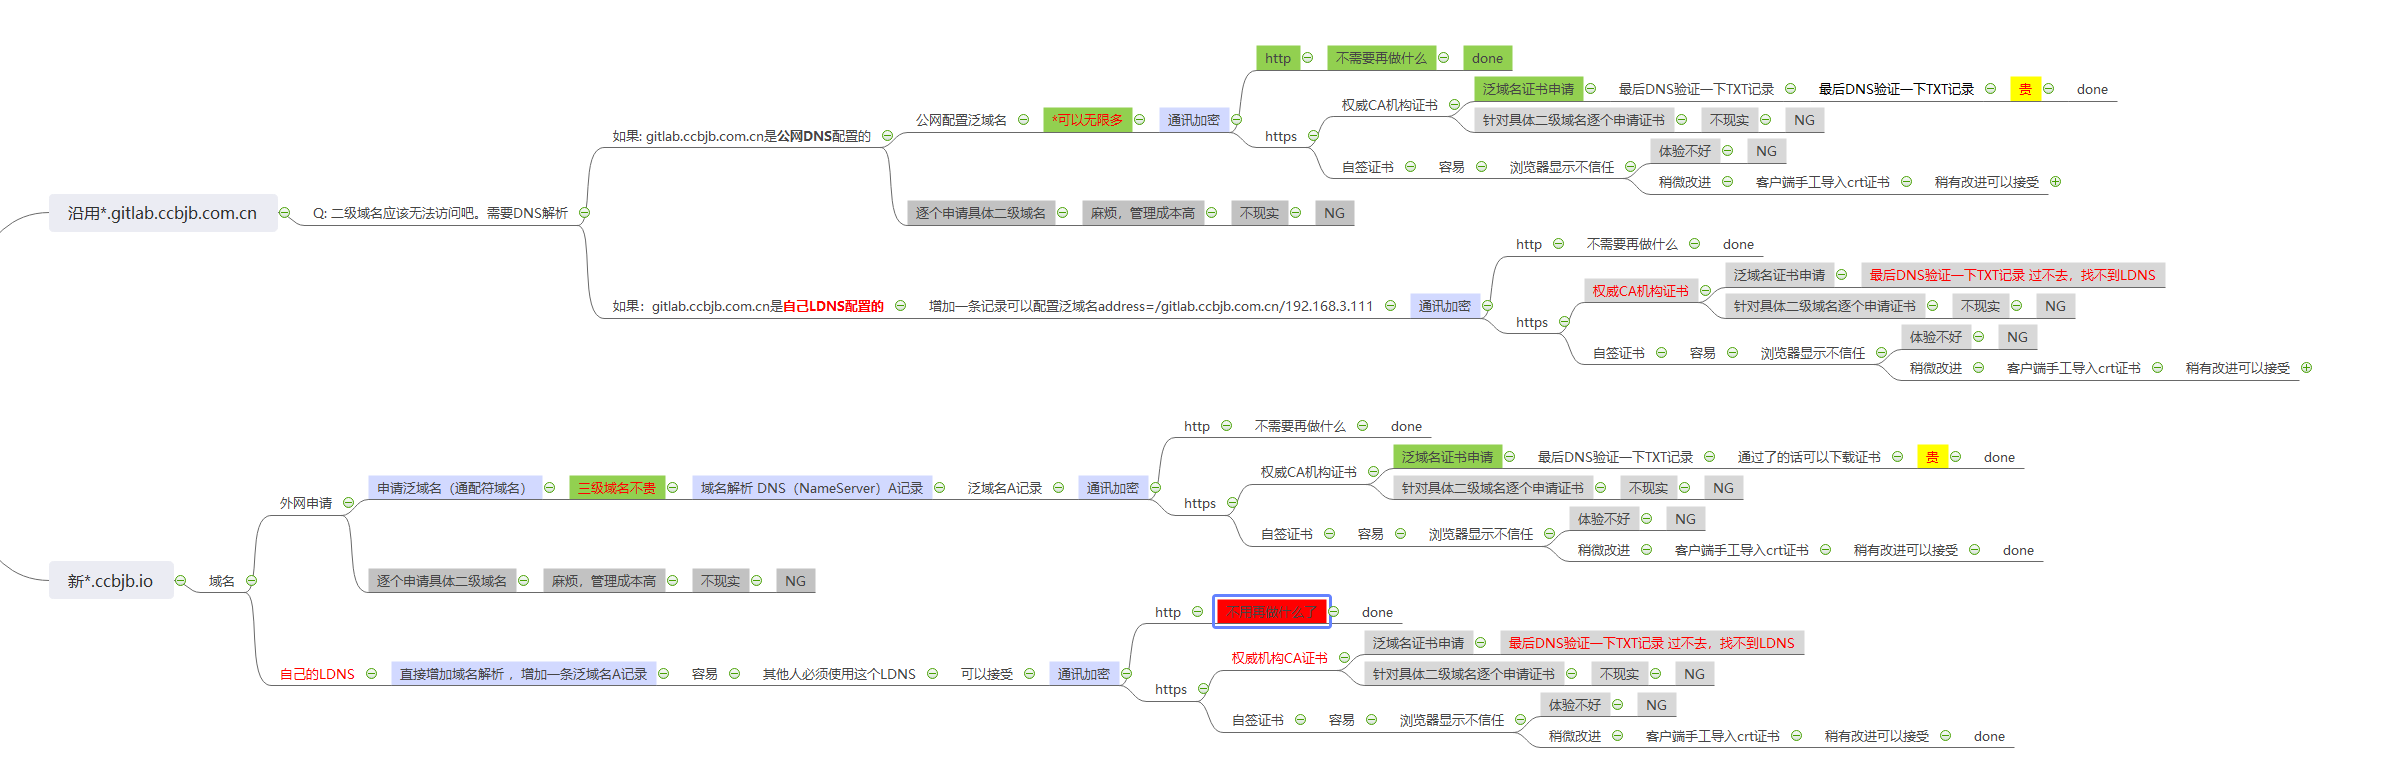 沿用*.gitlab.ccbjb.com.cn
Q: 二级域名应该无法访问吧。需要DNS解析
如果: gitlab.ccbjb.com.cn是公网DNS配置的
公网配置泛域名
*可以无限多
通讯加密
http
不需要再做什么
done
https
权威CA机构证书
泛域名证书申请
最后DNS验证一下TXT记录
最后DNS验证一下TXT记录
贵
done
针对具体二级域名逐个申请证书
不现实
NG
自签证书
容易
浏览器显示不信任
体验不好
NG
稍微改进
客户端手工导入crt证书
稍有改进可以接受
逐个申请具体二级域名
麻烦，管理成本高
不现实
NG
如果：gitlab.ccbjb.com.cn是自己LDNS配置的
增加一条记录可以配置泛域名address=/gitlab.ccbjb.com.cn/192.168.3.111
通讯加密
http
不需要再做什么
done
https
权威CA机构证书
泛域名证书申请
最后DNS验证一下TXT记录 过不去，找不到LDNS
针对具体二级域名逐个申请证书
不现实
NG
自签证书
容易
浏览器显示不信任
体验不好
NG
稍微改进
客户端手工导入crt证书
稍有改进可以接受
新*.ccbjb.io
域名
外网申请
申请泛域名（通配符域名）
三级域名不贵
域名解析 DNS（NameServer）A记录
泛域名A记录
通讯加密
http
不需要再做什么
done
https
权威CA机构证书
泛域名证书申请
最后DNS验证一下TXT记录
通过了的话可以下载证书
贵
done
针对具体二级域名逐个申请证书
不现实
NG
自签证书
容易
浏览器显示不信任
体验不好
NG
稍微改进
客户端手工导入crt证书
稍有改进可以接受
done
逐个申请具体二级域名
麻烦，管理成本高
不现实
NG
自己的LDNS
直接增加域名解析 ，增加一条泛域名A记录
容易
其他人必须使用这个LDNS
可以接受
通讯加密
http
不用再做什么了
done
https
权威机构CA证书
泛域名证书申请
最后DNS验证一下TXT记录 过不去，找不到LDNS
针对具体二级域名逐个申请证书
不现实
NG
自签证书
容易
浏览器显示不信任
体验不好
NG
稍微改进
客户端手工导入crt证书
稍有改进可以接受
done